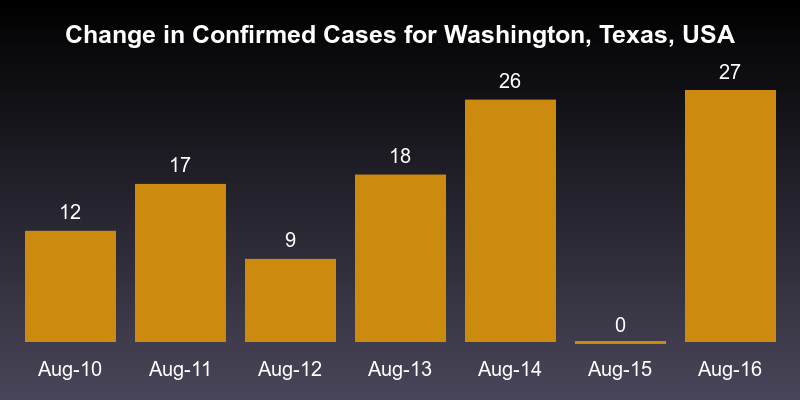 Change in Confirmed Cases for Washington, Texas, USA
12
17
9
18
26
0
27
Aug-10
Aug-11
Aug-12
Aug-13
Aug-14
Aug-15
Aug-16